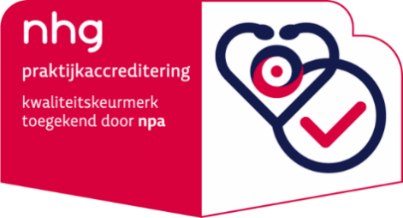 nhg
praktijkaccreditering
kwaliteitskeurmerk
toegekend door npa